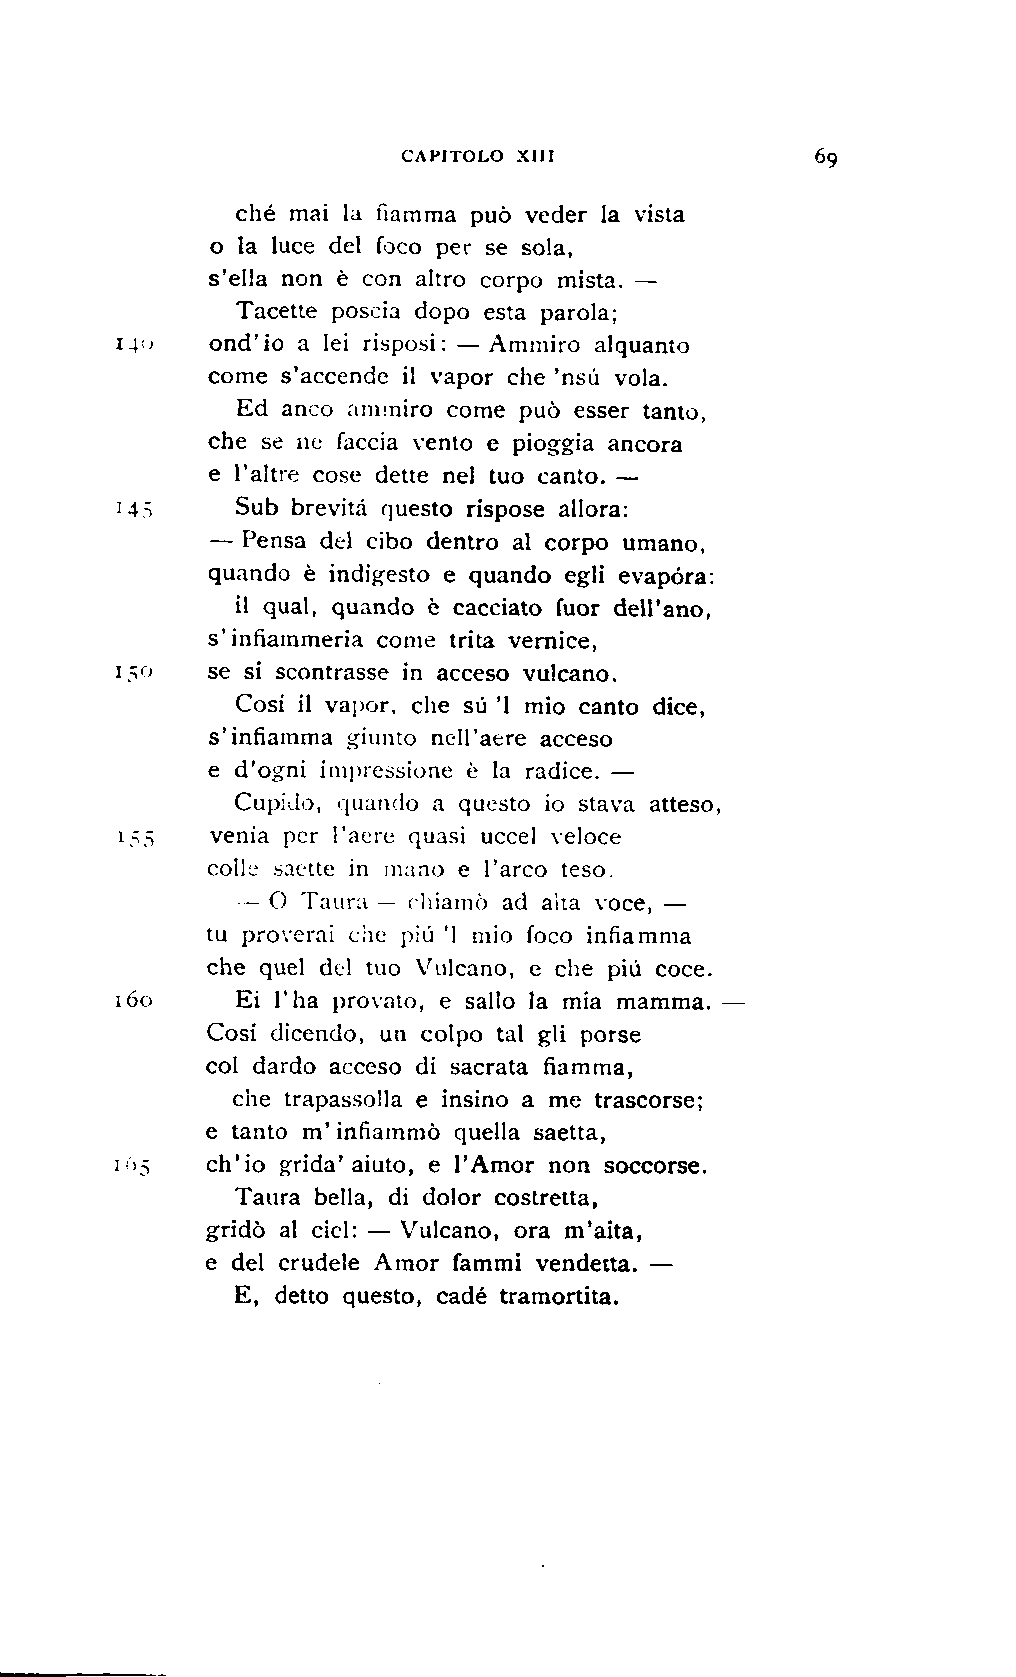 CAPITOLO XIII 69
ché mai la fiamma può veder la vista
o la luce del foco per se sola,
s'ella non è con altro corpo mista. —
Tacette poscia dopo esta parola;
140 ond'io a lei risposi: — Ammiro alquanto
come s'accende il vapor che 'nsú vola.
Ed anco ammiro come può esser tanto,
che se ne faccia vento e pioggia ancora
e l'altre cose dette nel tuo canto. —
145 Sub brevitá questo rispose allora:
— Pensa del cibo dentro al corpo umano,
quando è indigesto e quando egli evapóra:
il qual, quando è cacciato fuor dell'ano,
s'infiammeria come trita vernice,
150 se si scontrasse in acceso vulcano.
Cosí il vapor, che sú 'l mio canto dice,
s'infiamma giunto nell'aere acceso
e d'ogni impressione è la radice. —
Cupido, quando a questo io stava atteso,
155 venia per l'aere quasi uccel veloce
colle saette in mano e l'arco teso.
— O Taura — chiamò ad alta voce, —
tu proverai che piú 'l mio foco infiamma
che quel del tuo Vulcano, e che piú coce.
160 Ei l'ha provato, e sallo la mia mamma. —
Cosí dicendo, un colpo tal gli porse
col dardo acceso di sacrata fiamma,
che trapassolla e insino a me trascorse;
e tanto m'infiammò quella saetta,
165 ch'io grida' aiuto, e l'Amor non soccorse.
Taura bella, di dolor costretta,
gridò al ciel: — Vulcano, ora m'aita,
e del crudele Amor fammi vendetta. —
E, detto questo, cadé tramortita.